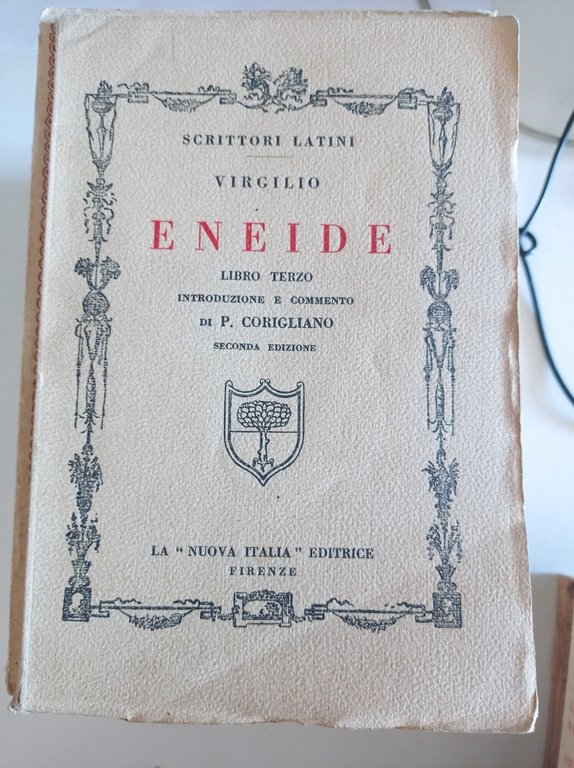 SCRITTORI LATINI
VIRGILIO
ENEIDE
LIBRO TERZO
INTRODUZIONE E COMMENTO
DI P. CORIGLIANO
SECONDA EDIZIONE
LA "NUOVA ITALIA" EDITRICE
FIRENZE